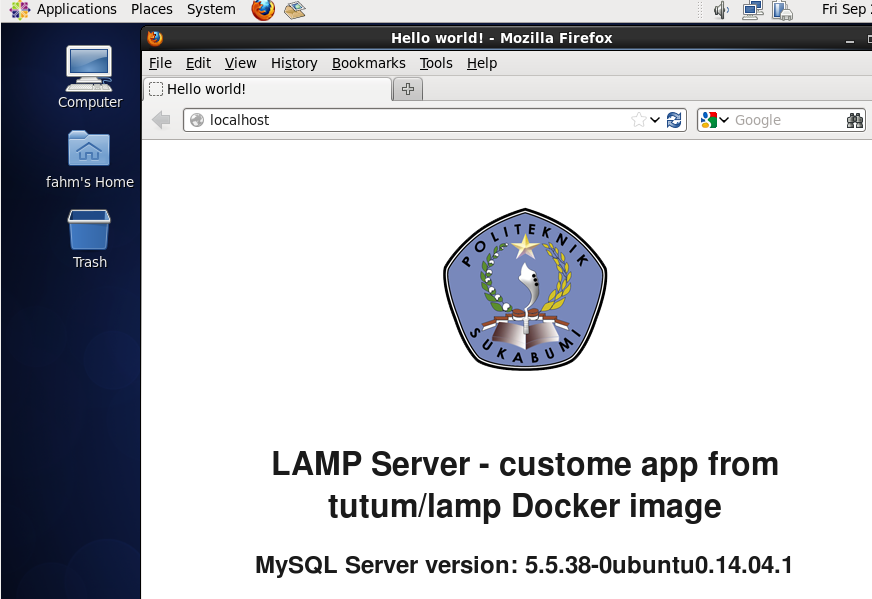 Applications Places System
Fri Sep
Hello world! - Mozilla Firefox
Computer
fahm's Home
Trash
File Edit View History Bookmarks Tools Help
Hello world!
localhost
Google
POLITEKNIK
SUKABUMI
LAMP Server - custome app from
tutum/lamp Docker image
MySQL Server version: 5.5.38-0ubuntu0.14.04.1